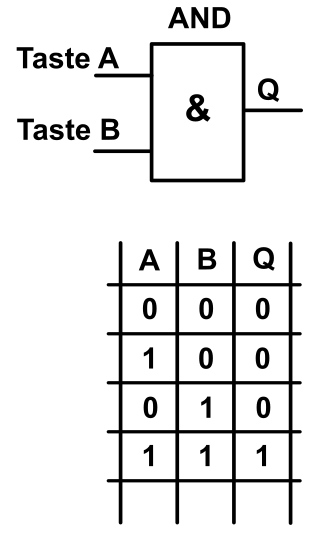 AND
Taste A
Q
&
Taste B
A B Q
0 0 0
1 0 0
0 1 0
1 1 1